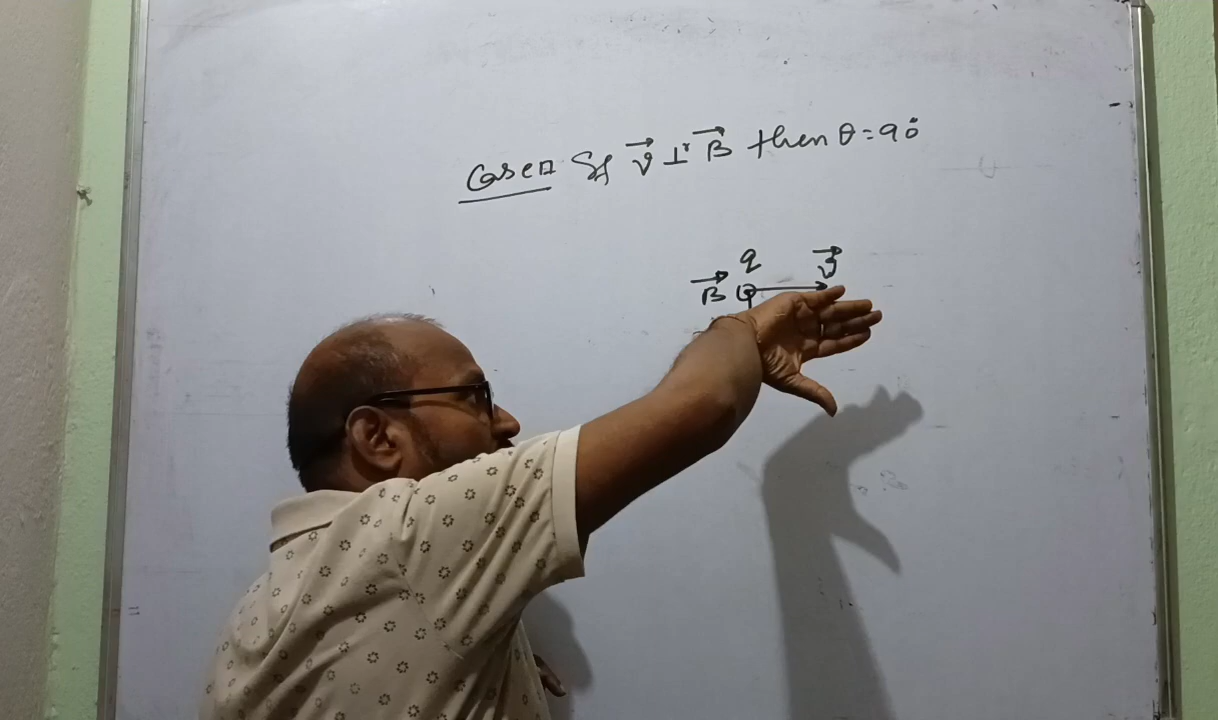 Case II If v⃗ ⊥r B⃗ then θ = 90°
q v⃗
B⃗